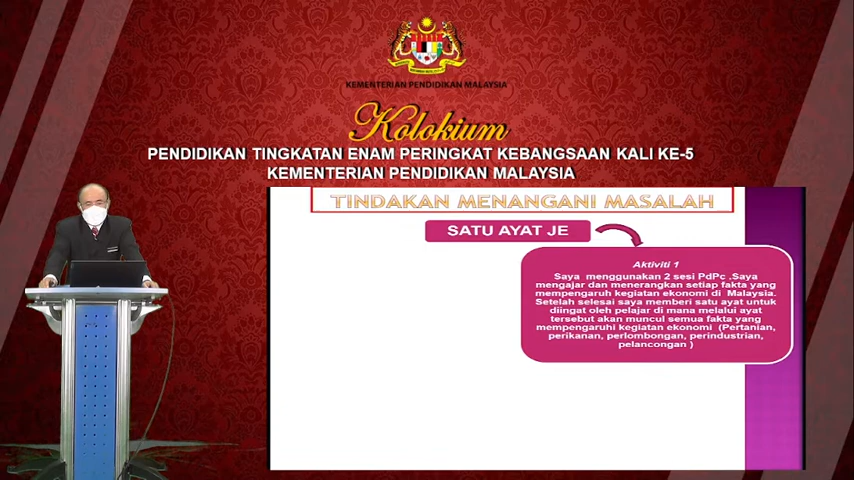 KEMENTERIAN PENDIDIKAN MALAYSIA
Kolokium
PENDIDIKAN TINGKATAN ENAM PERINGKAT KEBANGSAAN KALI KE-5
KEMENTERIAN PENDIDIKAN MALAYSIA
TINDAKAN MENANGANI MASALAH
SATU AYAT JE
Aktiviti 1
Saya menggunakan 2 sesi PdPc .Saya
mengajar dan menerangkan setiap fakta yang
mempengaruh kegiatan ekonomi di Malaysia.
Setelah selesai saya memberi satu ayat untuk
diingat oleh pelajar di mana melalui ayat
tersebut akan muncul semua fakta yang
mempengaruhi kegiatan ekonomi (Pertanian,
perikanan, perlombongan, perindustrian,
pelancongan )